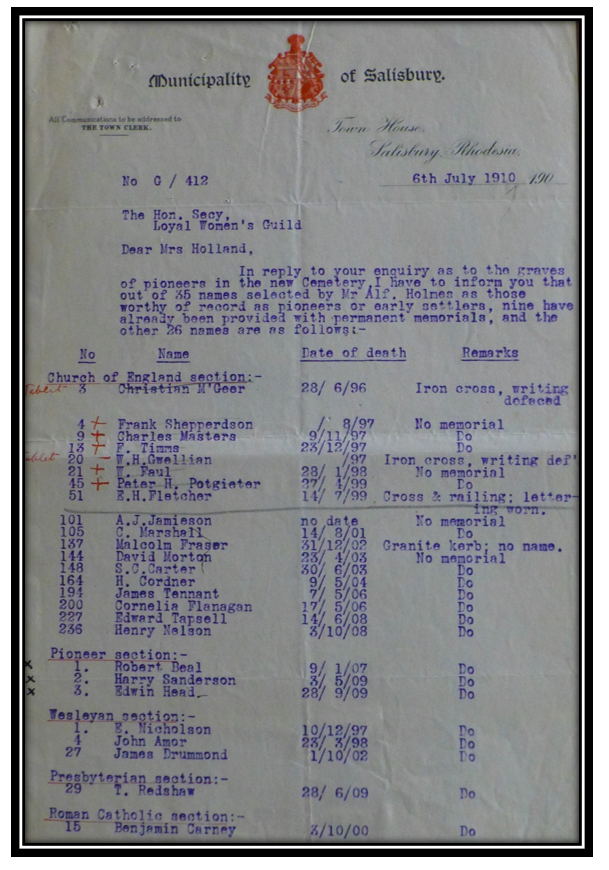 Municipality of Salisbury.
All Communications to be addressed to
THE TOWN CLERK.
Town House,
Salisbury, Rhodesia,
No G / 412
6th July 1910 190
The Hon. Secy,
Loyal Women's Guild
Dear Mrs Holland,
In reply to your enquiry as to the graves
of pioneers in the new Cemetery,I have to inform you that
out of 35 names selected by Mr Alf. Holmes as those
worthy of record as pioneers or early settlers, nine have
already been provided with permanent memorials, and the
other 26 names are as follows:-
No Name Date of death Remarks
Church of England section:-
Tablet 3 Christian M'Geer 28/ 6/96 Iron cross, writing
defaced
4 + Frank Shepperdson / 8/97 No memorial
9 + Charles Masters 9/11/97 Do
13 + F. Timms 23/12/97 Do
20 W.H.Gwellian /97 Iron cross, writing def'
21 + W. Faul 28/ 1/98 No memorial
45 + Peter H. Potgieter 27/ 4/99 Do
51 E.H.Fletcher 14/ 7/99 Cross & railing; letter-
ing worn.
101 A.J.Jamieson no date No memorial
105 C. Marshall 14/ 8/01 Do
137 Malcolm Fraser 31/12/02 Granite kerb; no name.
144 David Morton 23/ 4/03 No memorial
148 S.C.Carter 30/ 6/03 Do
164 H. Cordner 9/ 5/04 Do
194 James Tennant 7/ 5/06 Do
200 Cornelia Flanagan 17/ 5/06 Do
227 Edward Tapsell 14/ 6/08 Do
236 Henry Nelson 3/10/08 Do
Pioneer section:-
x 1. Robert Beal 9/ 1/07 Do
x 2. Harry Sanderson 3/ 5/09 Do
x 3. Edwin Head. 28/ 9/09 Do
Wesleyan section:-
1. E. Nicholson 10/12/97 Do
4 John Amor 23/ 3/98 Do
27 James Drummond 1/10/02 Do
Presbyterian section:-
29 T. Redshaw 28/ 6/09 Do
Roman Catholic section:-
15 Benjamin Carney 3/10/00 Do